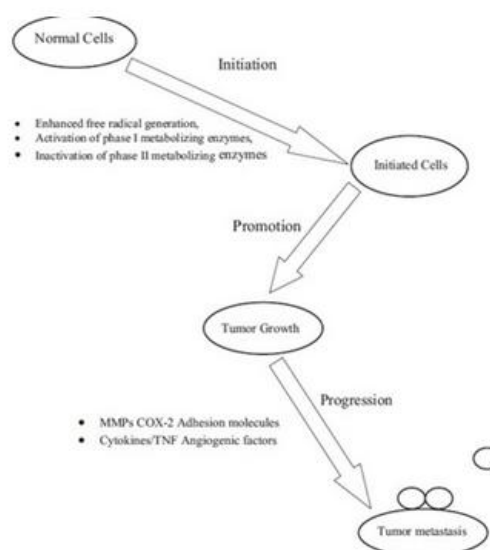 Normal Cells
Initiation
• Enhanced free radical generation,
• Activation of phase I metabolizing enzymes,
• Inactivation of phase II metabolizing enzymes
Initiated Cells
Promotion
Tumor Growth
Progression
• MMPs COX-2 Adhesion molecules
• Cytokines/TNF Angiogenic factors
Tumor metastasis